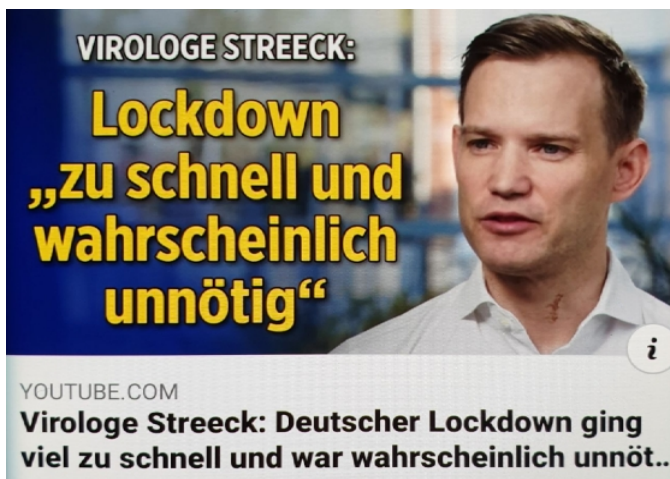 VIROLOGE STREECK:
Lockdown
„zu schnell und
wahrscheinlich
unnötig“
i
YOUTUBE.COM
Virologe Streeck: Deutscher Lockdown ging
viel zu schnell und war wahrscheinlich unnöt...